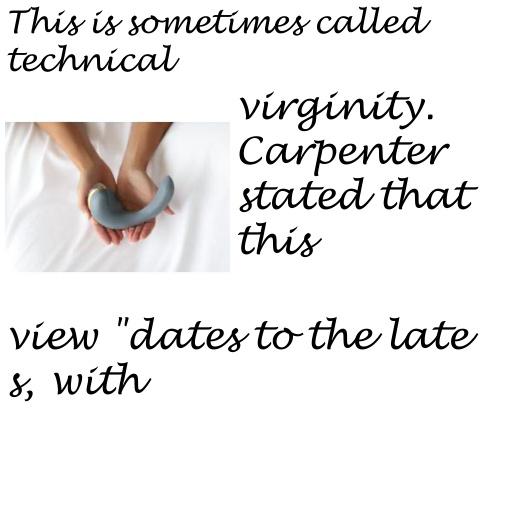 This is sometimes called
technical
virginity.
Carpenter
stated that
this
view "dates to the late
s, with